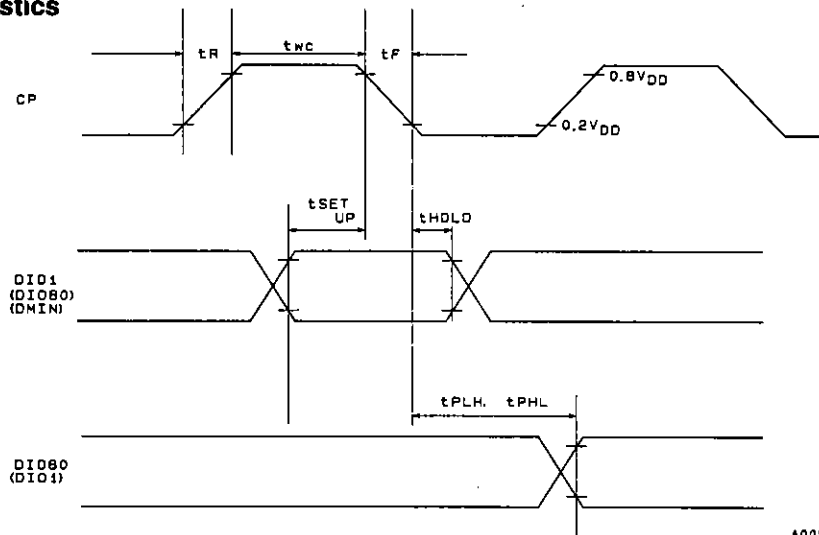 stics
tR
tWC
tF
CP
0.8VDD
0.2VDD
tSET
UP
tHOLD
DIO1
(DIO80)
(DMIN)
tPLH. tPHL
DIO80
(DIO1)